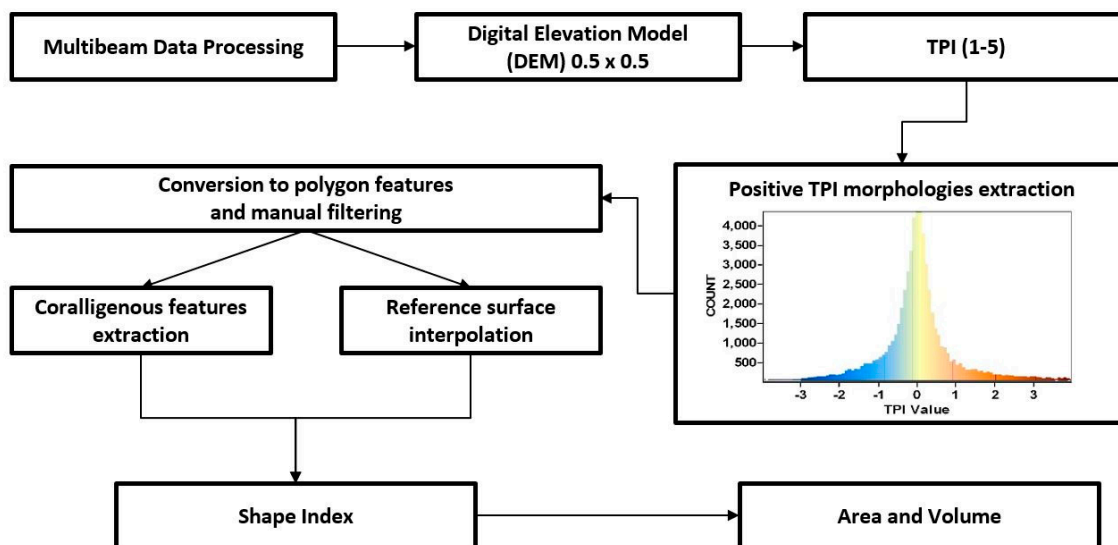 Multibeam Data Processing
Digital Elevation Model
(DEM) 0.5 x 0.5
TPI (1-5)
Positive TPI morphologies extraction
COUNT
4,000
3,500
3,000
2,500
2,000
1,500
1,000
500
-3 -2 -1 0 1 2 3
TPI Value
Conversion to polygon features
and manual filtering
Coralligenous features
extraction
Reference surface
interpolation
Shape Index
Area and Volume